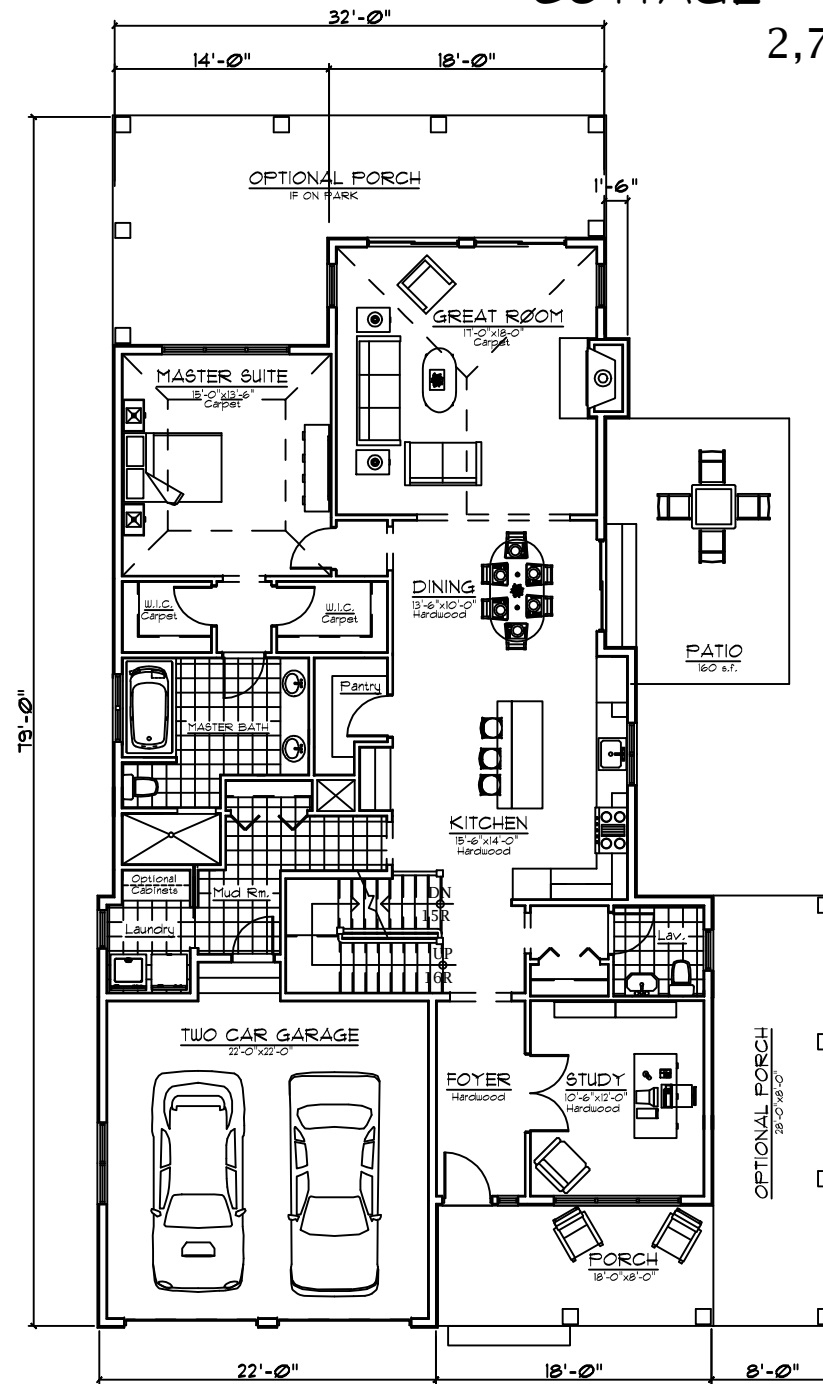 COTTAGE
2,7
32'-0"
14'-0"
18'-0"
OPTIONAL PORCH
IF ON PARK
1'-6"
GREAT ROOM
17'-0"x18-0"
Carpet
MASTER SUITE
15'-0"x13'-6"
Carpet
DINING
13'-6"x10'-0"
Hardwood
W.I.C.
Carpet
W.I.C.
Carpet
PATIO
160 s.f.
Pantry
79'-0"
MASTER BATH
KITCHEN
15'-6"x14'-0"
Hardwood
Optional
Cabinets
Mud Rm.
DN
15R
Laundry
Lav.
UP
16R
TWO CAR GARAGE
22'-0"x22'-0"
FOYER
Hardwood
STUDY
10'-6"x12'-0"
Hardwood
OPTIONAL PORCH
28'-0"x8'-0"
PORCH
18'-0"x8'-0"
22'-0"
18'-0"
8'-0"